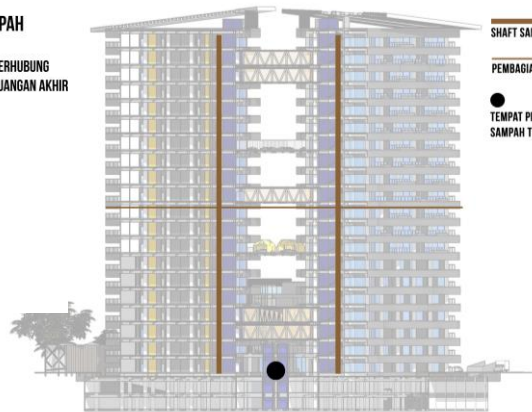 PAH
ERHUBUNG
UANGAN AKHIR
SHAFT SA
PEMBAGIA
TEMPAT P
SAMPAH T